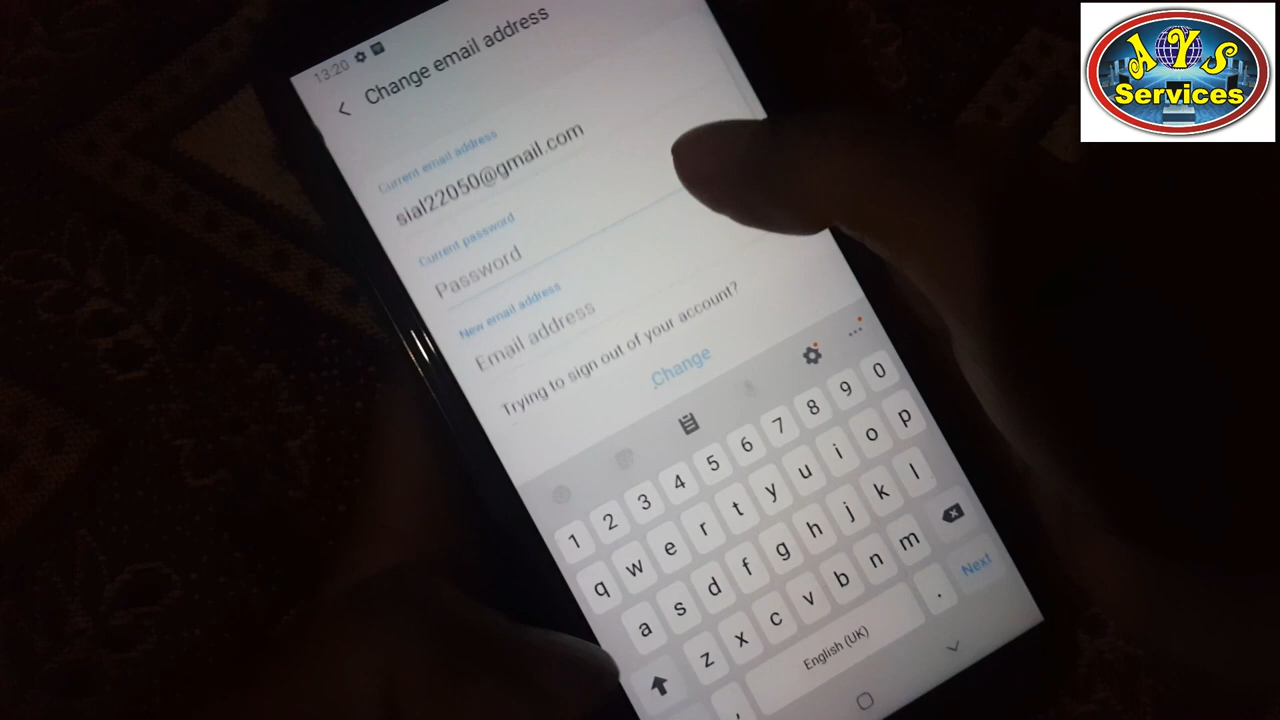 13:20
Change email address
Current email address
sial22050@gmail.com
Current password
Password
New email address
Email address
Trying to sign out of your account?
Change
1 2 3 4 5 6 7 8 9 0
q w e r t y u i o p
a s d f g h j k l
z x c v b n m
, English (UK) . Next
AYS
Services